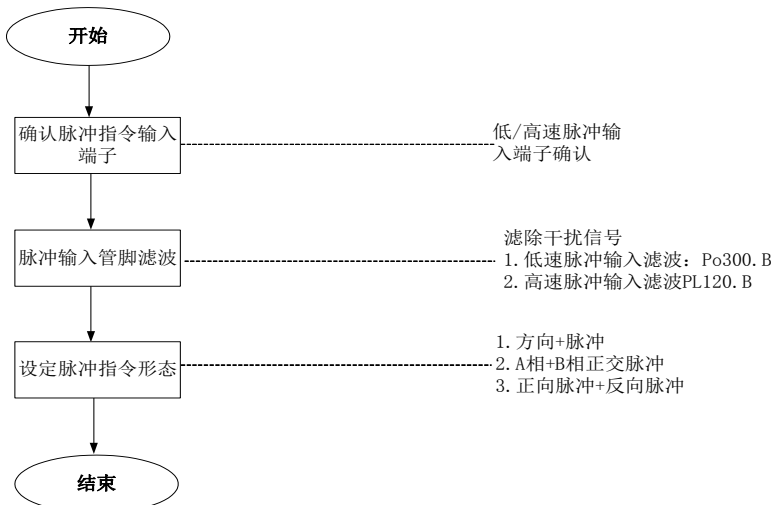 开始
确认脉冲指令输入
端子
低/高速脉冲输
入端子确认
脉冲输入管脚滤波
滤除干扰信号
1.低速脉冲输入滤波：Po300.B
2.高速脉冲输入滤波PL120.B
设定脉冲指令形态
1.方向+脉冲
2.A相+B相正交脉冲
3.正向脉冲+反向脉冲
结束